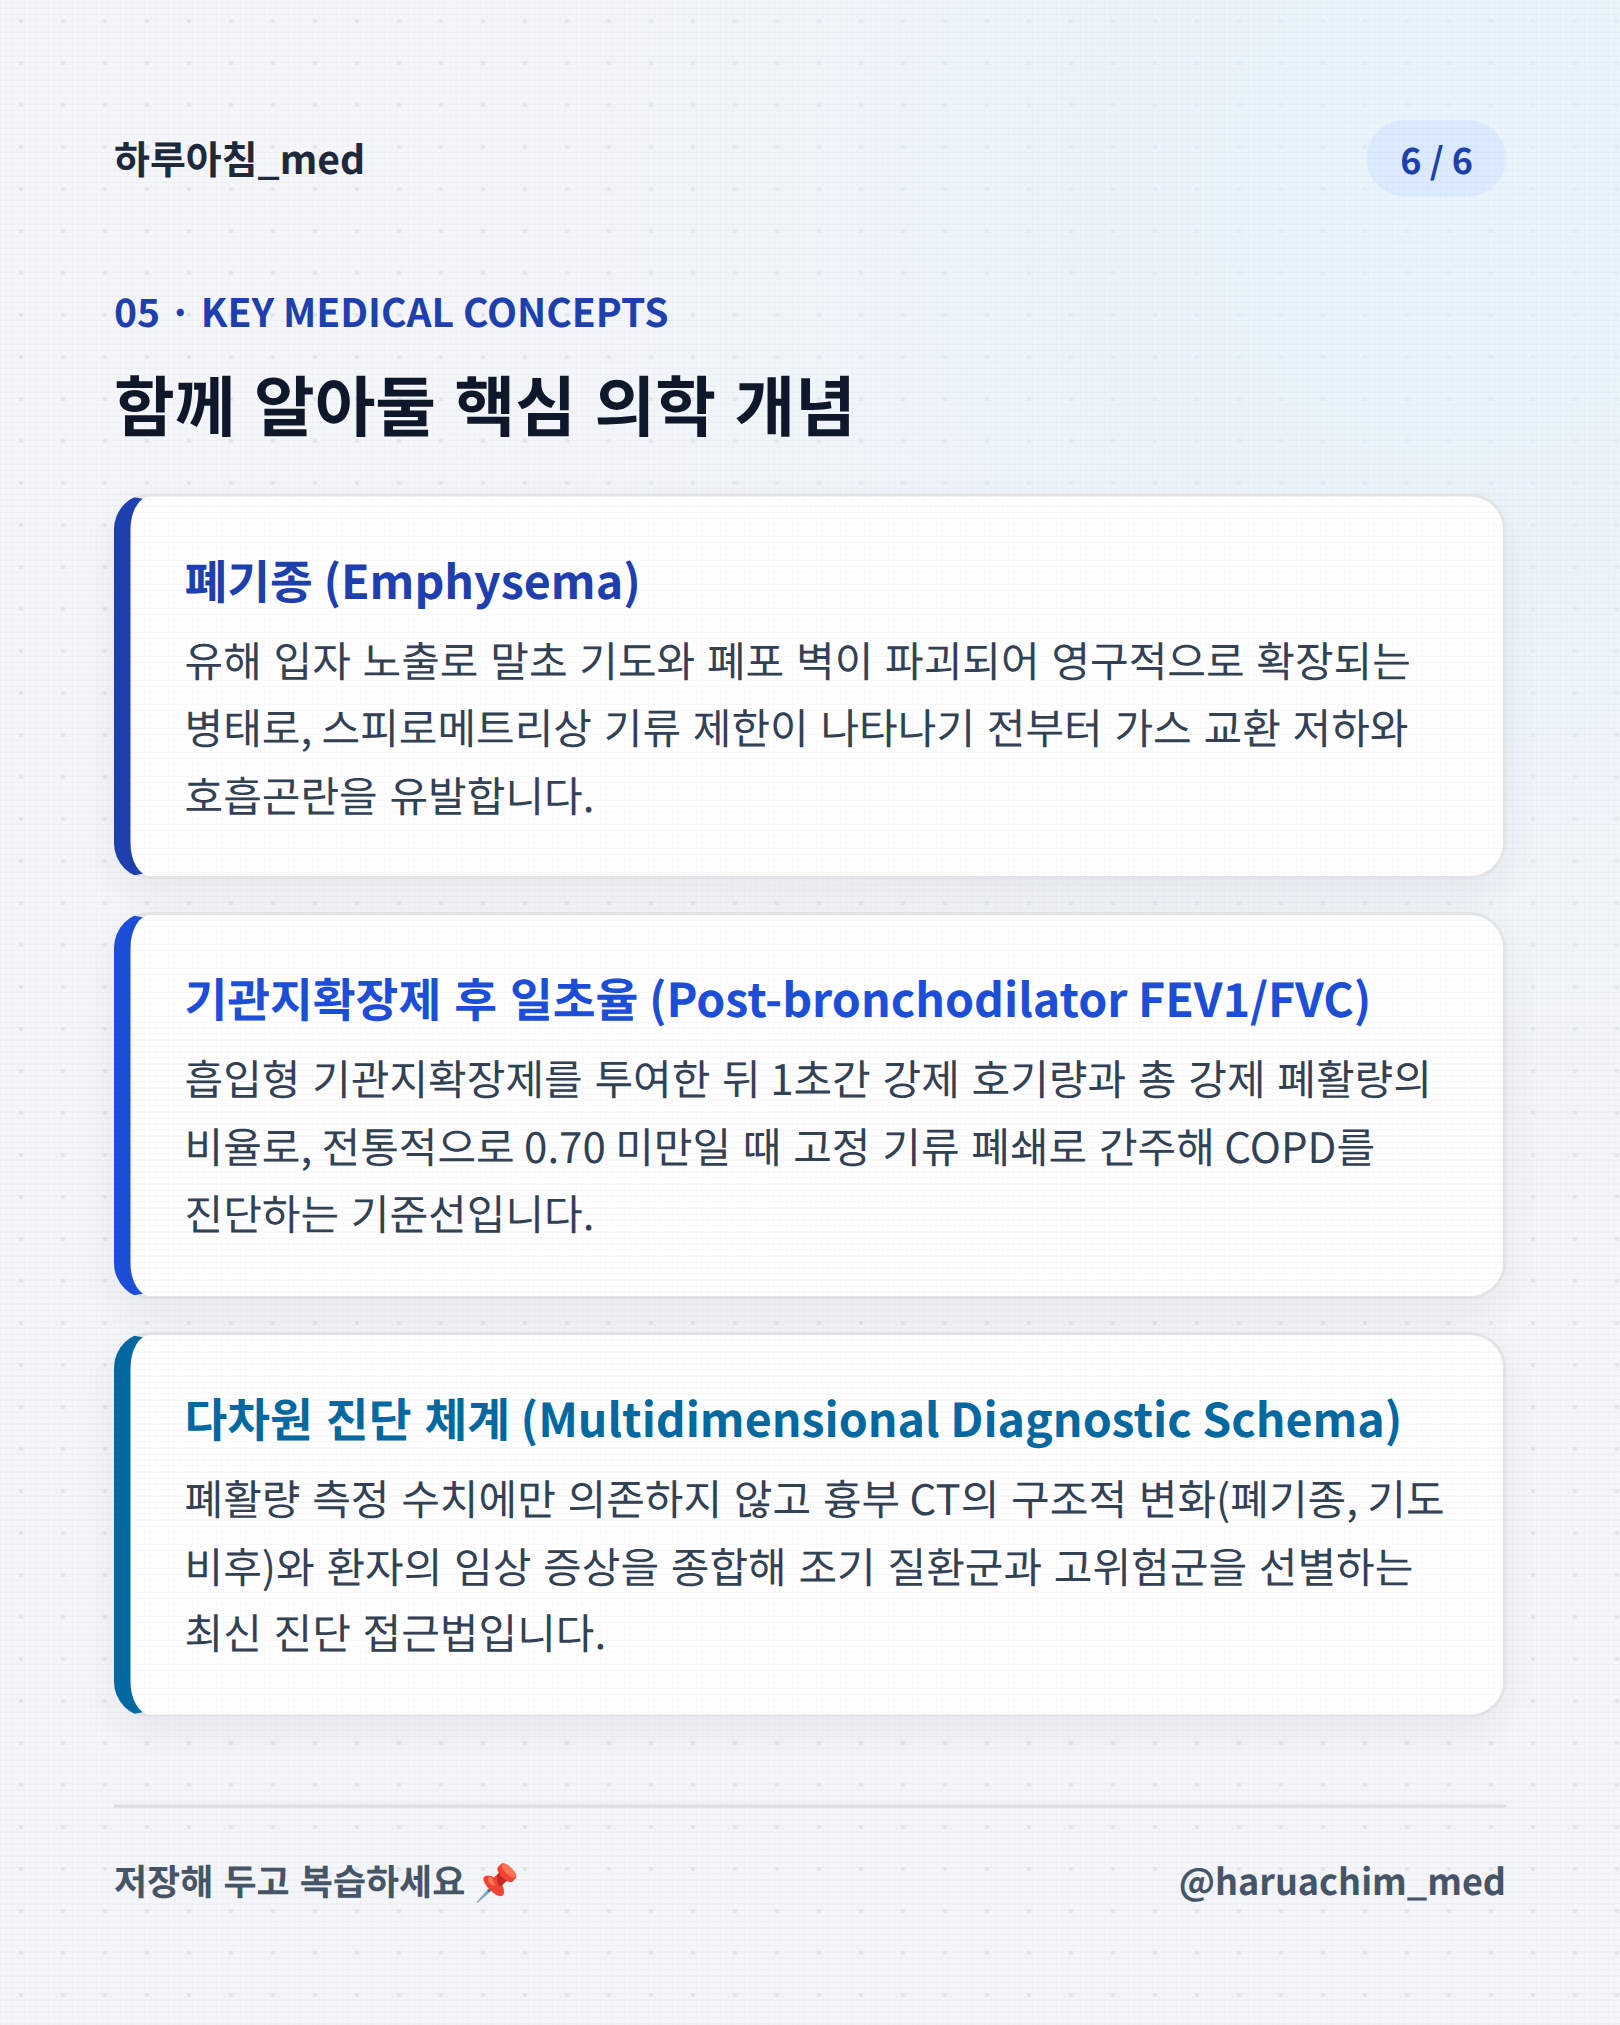 하루아침_med
6 / 6
05 · KEY MEDICAL CONCEPTS
함께 알아둘 핵심 의학 개념
폐기종 (Emphysema)
유해 입자 노출로 말초 기도와 폐포 벽이 파괴되어 영구적으로 확장되는
병태로, 스피로메트리상 기류 제한이 나타나기 전부터 가스 교환 저하와
호흡곤란을 유발합니다.
기관지확장제 후 일초율 (Post-bronchodilator FEV1/FVC)
흡입형 기관지확장제를 투여한 뒤 1초간 강제 호기량과 총 강제 폐활량의
비율로, 전통적으로 0.70 미만일 때 고정 기류 폐쇄로 간주해 COPD를
진단하는 기준선입니다.
다차원 진단 체계 (Multidimensional Diagnostic Schema)
폐활량 측정 수치에만 의존하지 않고 흉부 CT의 구조적 변화(폐기종, 기도
비후)와 환자의 임상 증상을 종합해 조기 질환군과 고위험군을 선별하는
최신 진단 접근법입니다.
저장해 두고 복습하세요 📌
@haruachim_med